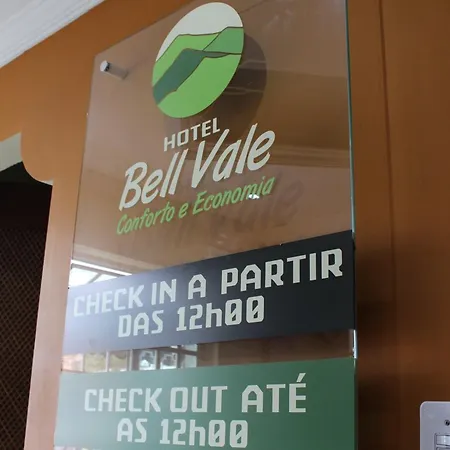 HOTEL
Bell Vale
Conforto e Economia
CHECK IN A PARTIR
DAS 12h00
CHECK OUT ATÉ
AS 12h00